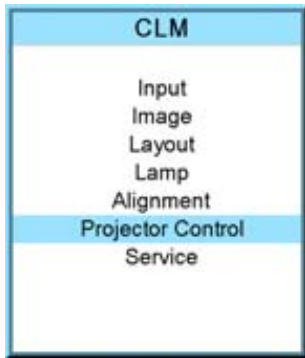 CLM
Input
Image
Layout
Lamp
Alignment
Projector Control
Service